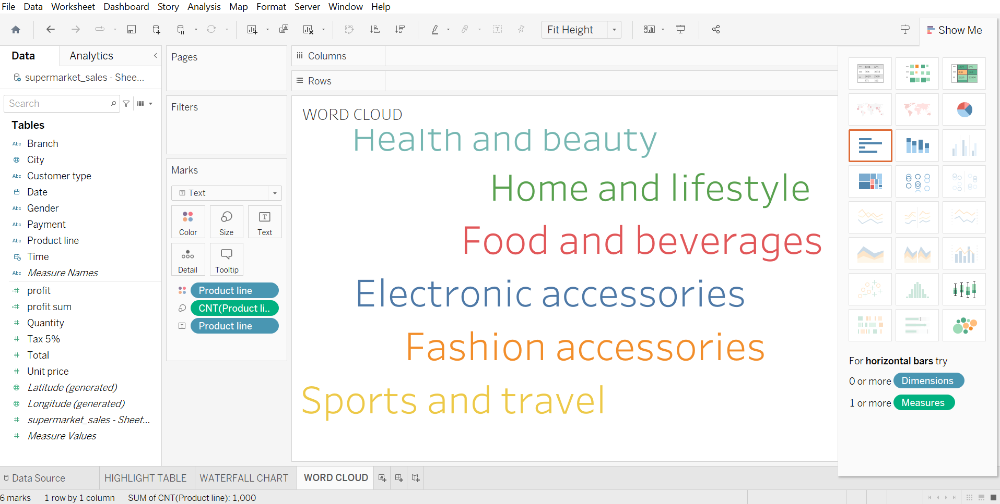 File Data Worksheet Dashboard Story Analysis Map Format Server Window Help
Fit Height
Show Me
Data
Analytics
supermarket_sales - Shee...
Search
Tables
Abc Branch
City
Abc Customer type
Date
Abc Gender
Abc Payment
Abc Product line
Time
Abc Measure Names
profit
profit sum
Quantity
Tax 5%
Total
Unit price
Latitude (generated)
Longitude (generated)
supermarket_sales - Sheet...
Measure Values
Pages
Filters
Marks
Text
Color
Size
Text
Detail
Tooltip
Product line
CNT(Product li..
Product line
Columns
Rows
WORD CLOUD
Health and beauty
Home and lifestyle
Food and beverages
Electronic accessories
Fashion accessories
Sports and travel
For horizontal bars try
0 or more Dimensions
1 or more Measures
Data Source
HIGHLIGHT TABLE
WATERFALL CHART
WORD CLOUD
6 marks
1 row by 1 column
SUM of CNT(Product line): 1,000